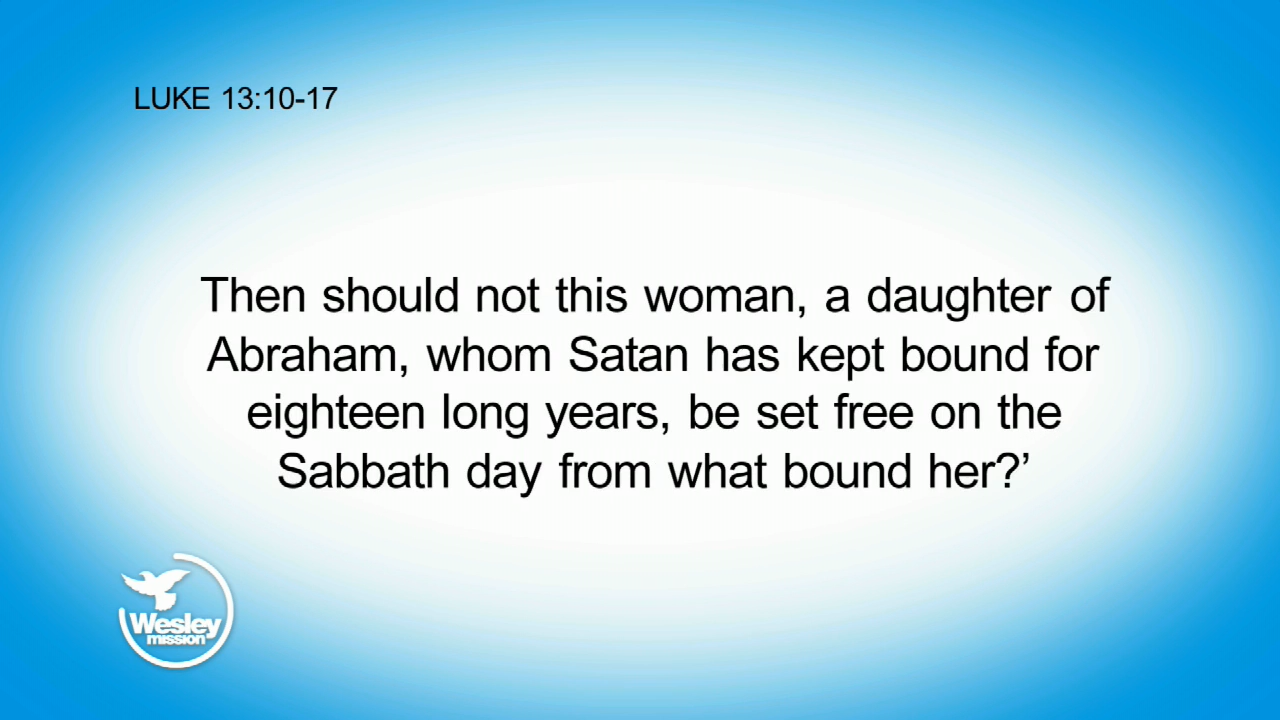 LUKE 13:10-17
Then should not this woman, a daughter of
Abraham, whom Satan has kept bound for
eighteen long years, be set free on the
Sabbath day from what bound her?’
Wesley
mission